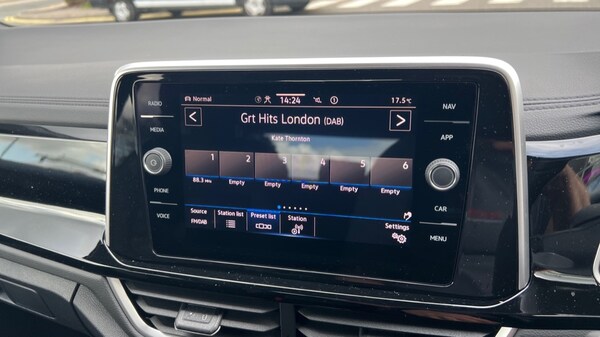 Normal 14:24 17.5°C
RADIO
MEDIA
PHONE
VOICE
Grt Hits London (DAB)
Kate Thornton
1 2 3 4 5 6
88.3 MHz Empty Empty Empty Empty Empty
Source Station list Preset list Station
FM/DAB
Settings
NAV
APP
CAR
MENU